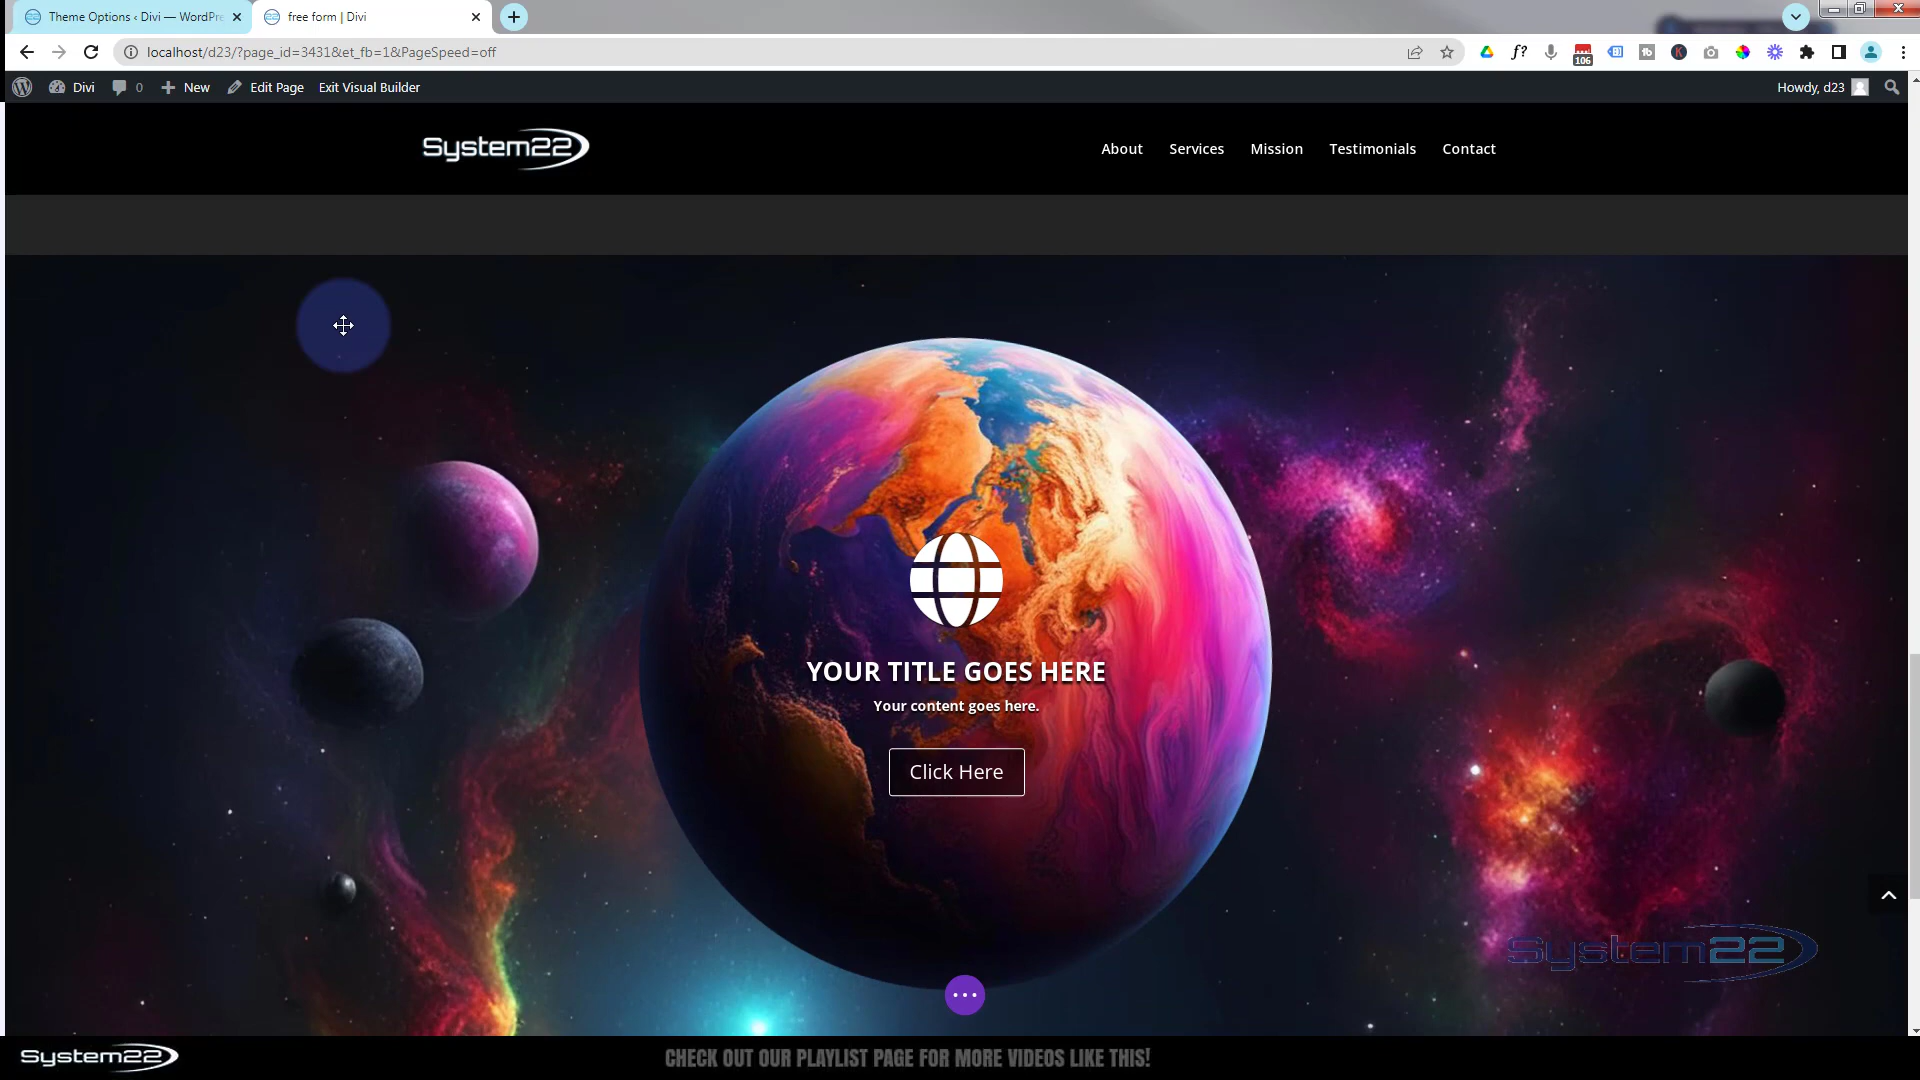 Theme Options ‹ Divi — WordPre
free form | Divi
localhost/d23/?page_id=3431&et_fb=1&PageSpeed=off
f?
106
Divi 0 New Edit Page Exit Visual Builder Howdy, d23
System22 About Services Mission Testimonials Contact
YOUR TITLE GOES HERE
Your content goes here.
Click Here
System22
System22 CHECK OUT OUR PLAYLIST PAGE FOR MORE VIDEOS LIKE THIS!